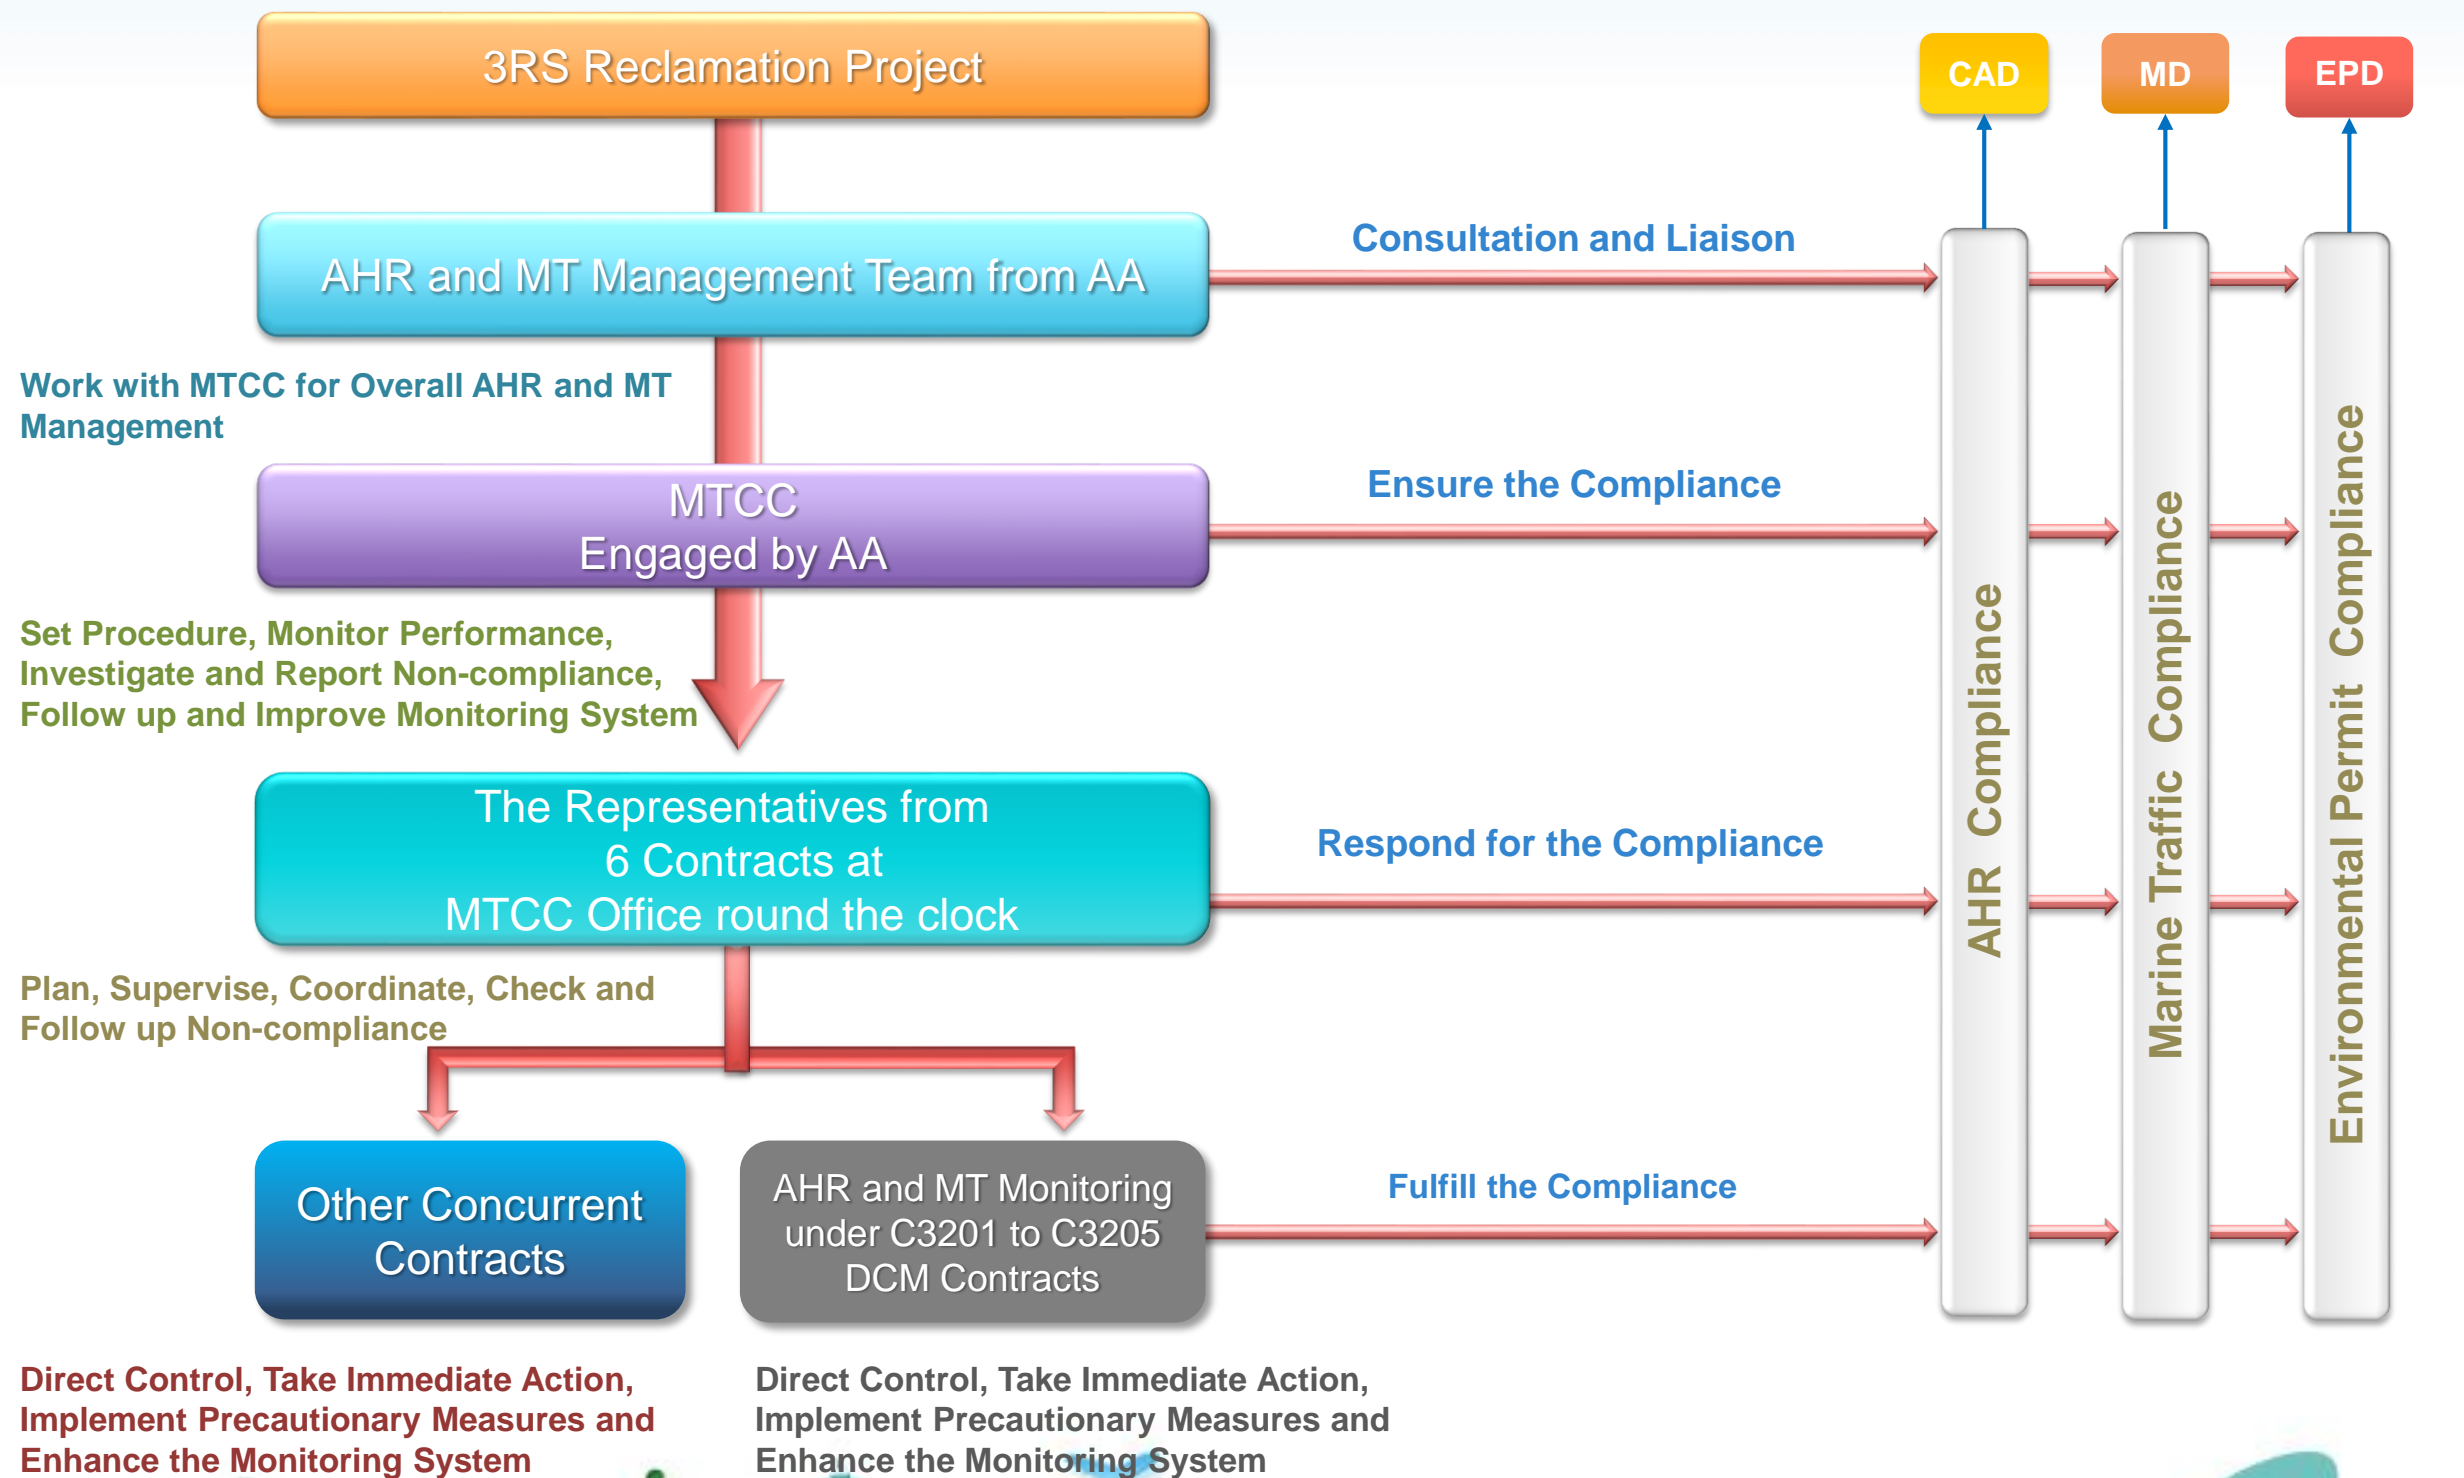 3RS Reclamation Project
CAD
MD
EPD
AHR and MT Management Team from AA
Consultation and Liaison
Work with MTCC for Overall AHR and MT
Management
MTCC
Engaged by AA
Ensure the Compliance
Set Procedure, Monitor Performance,
Investigate and Report Non-compliance,
Follow up and Improve Monitoring System
The Representatives from
6 Contracts at
MTCC Office round the clock
Respond for the Compliance
Plan, Supervise, Coordinate, Check and
Follow up Non-compliance
Other Concurrent
Contracts
AHR and MT Monitoring
under C3201 to C3205
DCM Contracts
Fulfill the Compliance
AHR Compliance
Marine Traffic Compliance
Environmental Permit Compliance
Direct Control, Take Immediate Action,
Implement Precautionary Measures and
Enhance the Monitoring System
Direct Control, Take Immediate Action,
Implement Precautionary Measures and
Enhance the Monitoring System